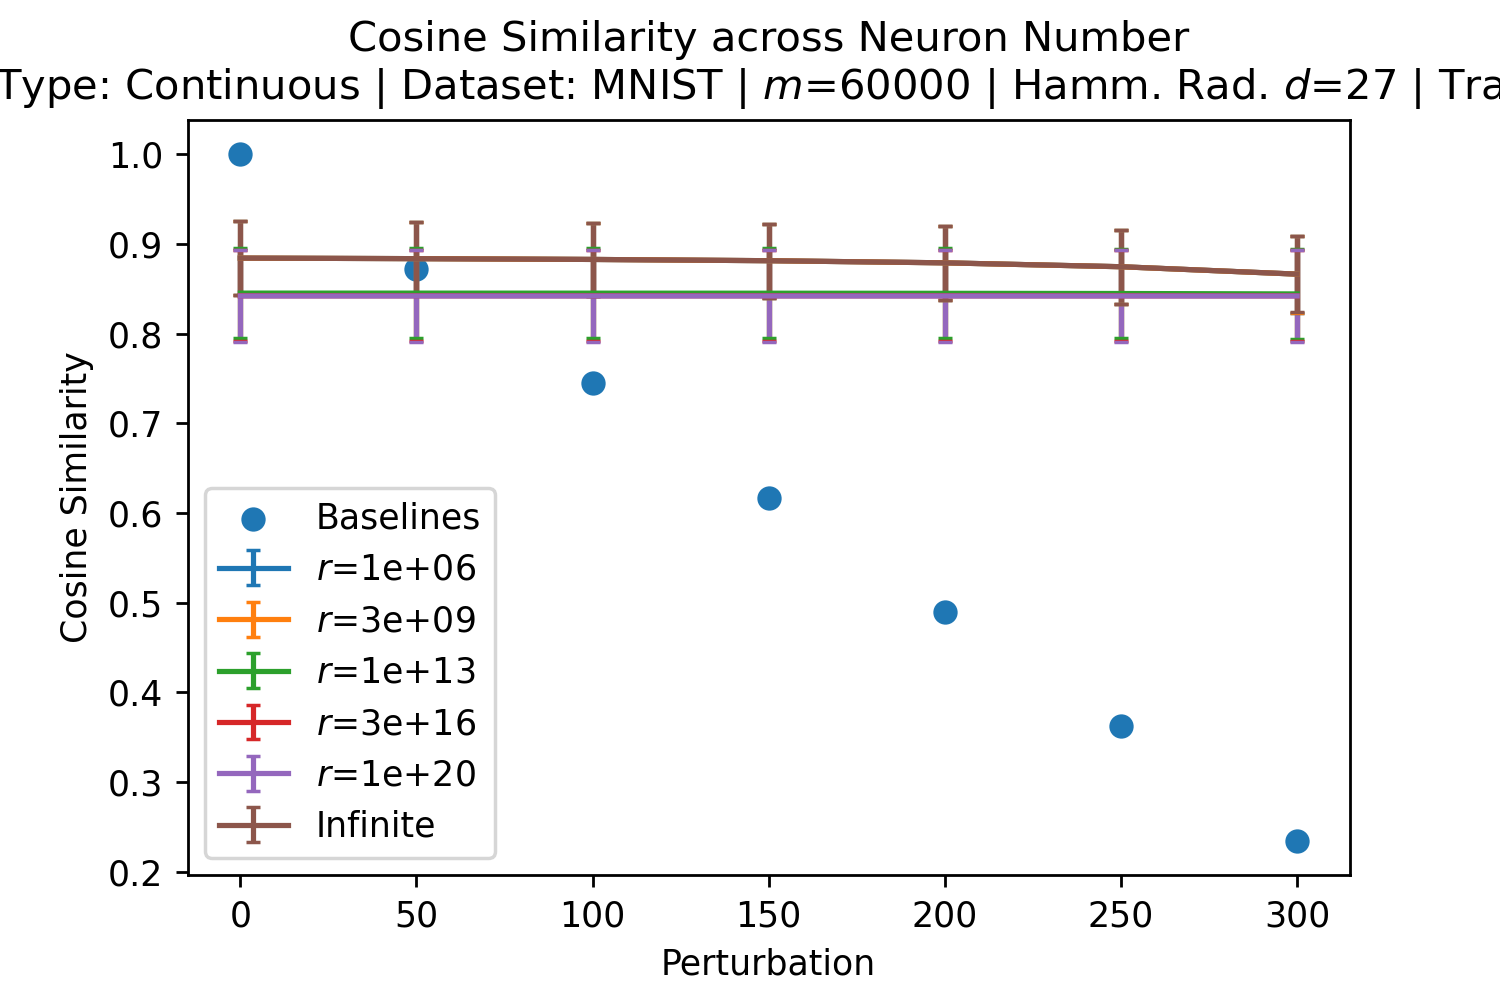 Cosine Similarity across Neuron Number
Type: Continuous | Dataset: MNIST | m=60000 | Hamm. Rad. d=27 | Tra
1.0
0.9
0.8
0.7
0.6
0.5
0.4
0.3
0.2
Cosine Similarity
Baselines
r=1e+06
r=3e+09
r=1e+13
r=3e+16
r=1e+20
Infinite
0 50 100 150 200 250 300
Perturbation